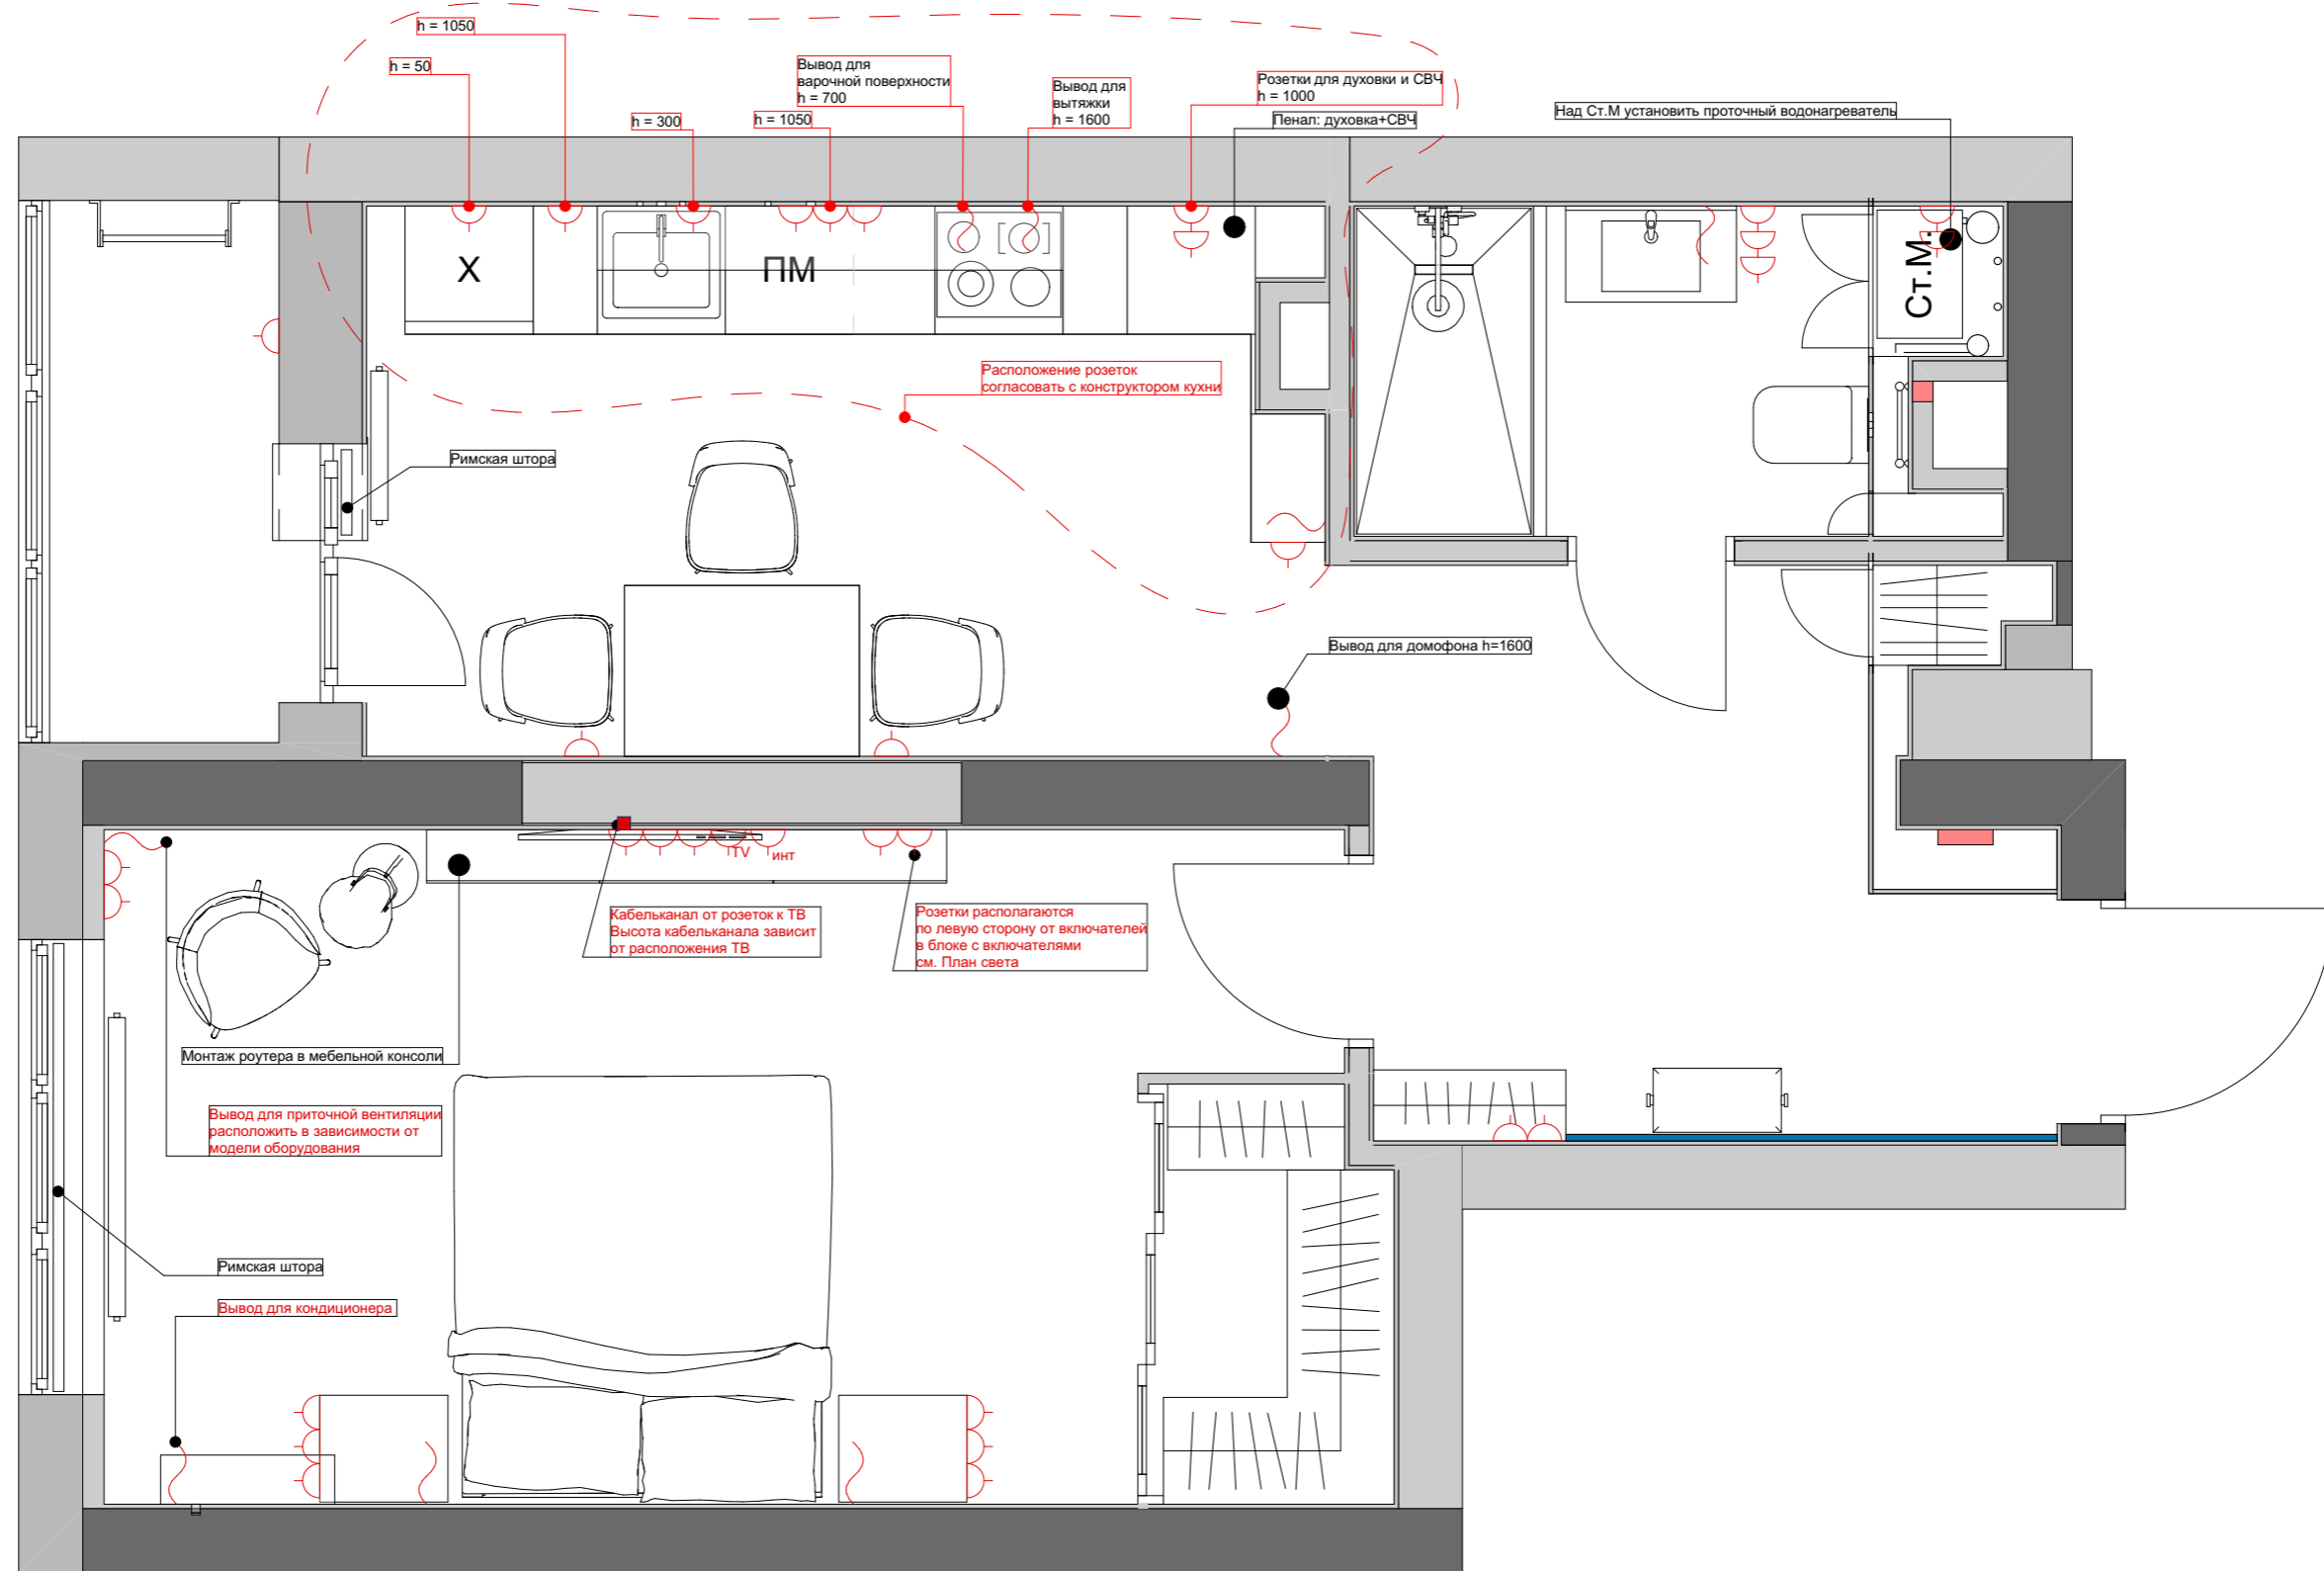 h = 1050
h = 50
Вывод для
варочной поверхности
h = 700
h = 300
h = 1050
Вывод для
вытяжки
h = 1600
Розетки для духовки и СВЧ
h = 1000
Пенал: духовка+СВЧ
Над Ст.М установить проточный водонагреватель
Х
ПМ
Ст.М.
Расположение розеток
согласовать с конструктором кухни
Римская штора
Вывод для домофона h=1600
TV
инт
Кабельканал от розеток к ТВ
Высота кабельканала зависит
от расположения ТВ
Розетки располагаются
по левую сторону от включателей
в блоке с включателями
см. План света
Монтаж роутера в мебельной консоли
Вывод для приточной вентиляции
расположить в зависимости от
модели оборудования
Римская штора
Вывод для кондиционера